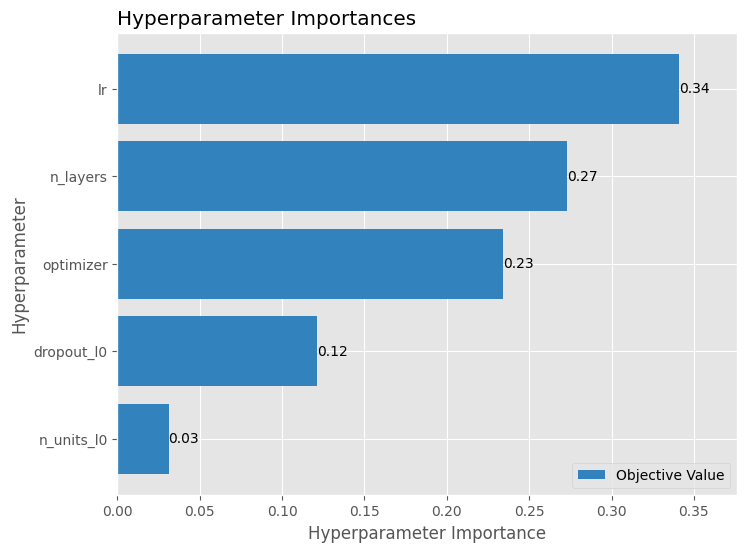 Hyperparameter Importances
Hyperparameter
lr
0.34
n_layers
0.27
optimizer
0.23
dropout_l0
0.12
n_units_l0
0.03
Objective Value
0.00 0.05 0.10 0.15 0.20 0.25 0.30 0.35
Hyperparameter Importance